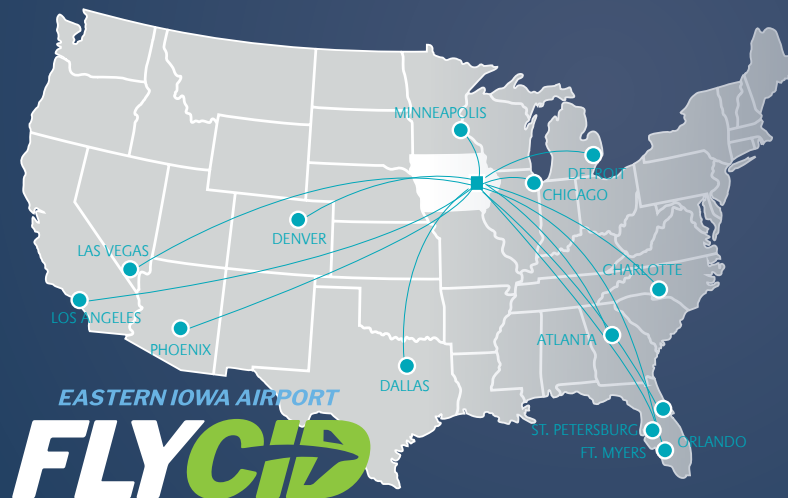 MINNEAPOLIS
DETROIT
CHICAGO
DENVER
LAS VEGAS
CHARLOTTE
LOS ANGELES
PHOENIX
ATLANTA
DALLAS
EASTERN IOWA AIRPORT
FLYCID
ST. PETERSBURG
ORLANDO
FT. MYERS